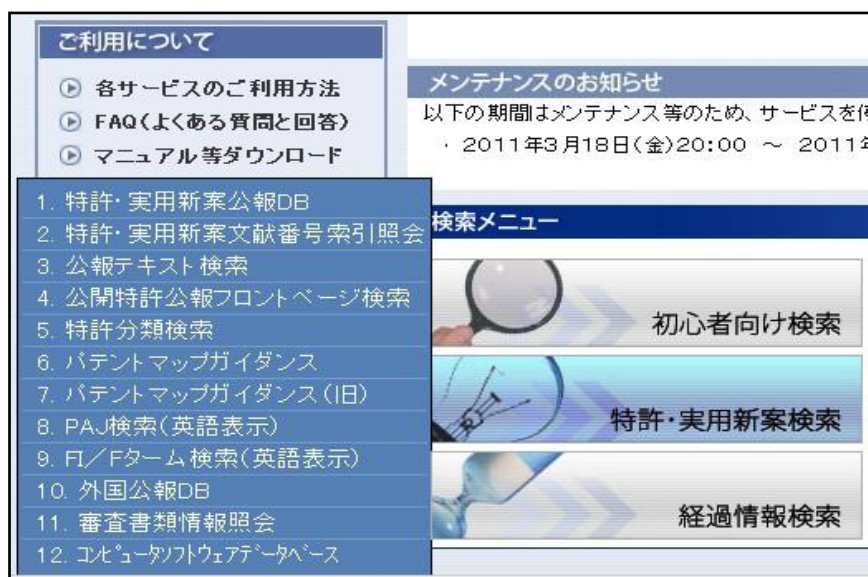 ご利用について
各サービスのご利用方法
FAQ(よくある質問と回答)
マニュアル等ダウンロード
1. 特許・実用新案公報DB
2. 特許・実用新案文献番号索引照会
3. 公報テキスト検索
4. 公開特許公報フロントページ検索
5. 特許分類検索
6. パテントマップガイダンス
7. パテントマップガイダンス(旧)
8. PAJ検索(英語表示)
9. FI/Fターム検索(英語表示)
10. 外国公報DB
11. 審査書類情報照会
12. コンピュータソフトウェアデータベース
メンテナンスのお知らせ
以下の期間はメンテナンス等のため、サービスを
・ 2011年3月18日(金)20:00 ~ 2011年
検索メニュー
初心者向け検索
特許・実用新案検索
経過情報検索